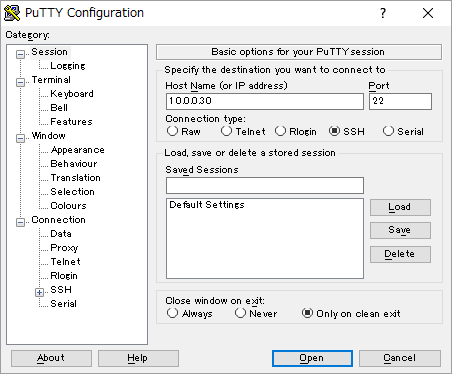 PuTTY Configuration
Category:
Session
Logging
Terminal
Keyboard
Bell
Features
Window
Appearance
Behaviour
Translation
Selection
Colours
Connection
Data
Proxy
Telnet
Rlogin
SSH
Serial
Basic options for your PuTTY session
Specify the destination you want to connect to
Host Name (or IP address) Port
10.0.0.30 22
Connection type:
Raw Telnet Rlogin SSH Serial
Load, save or delete a stored session
Saved Sessions
Default Settings
Load
Save
Delete
Close window on exit:
Always Never Only on clean exit
About Help Open Cancel